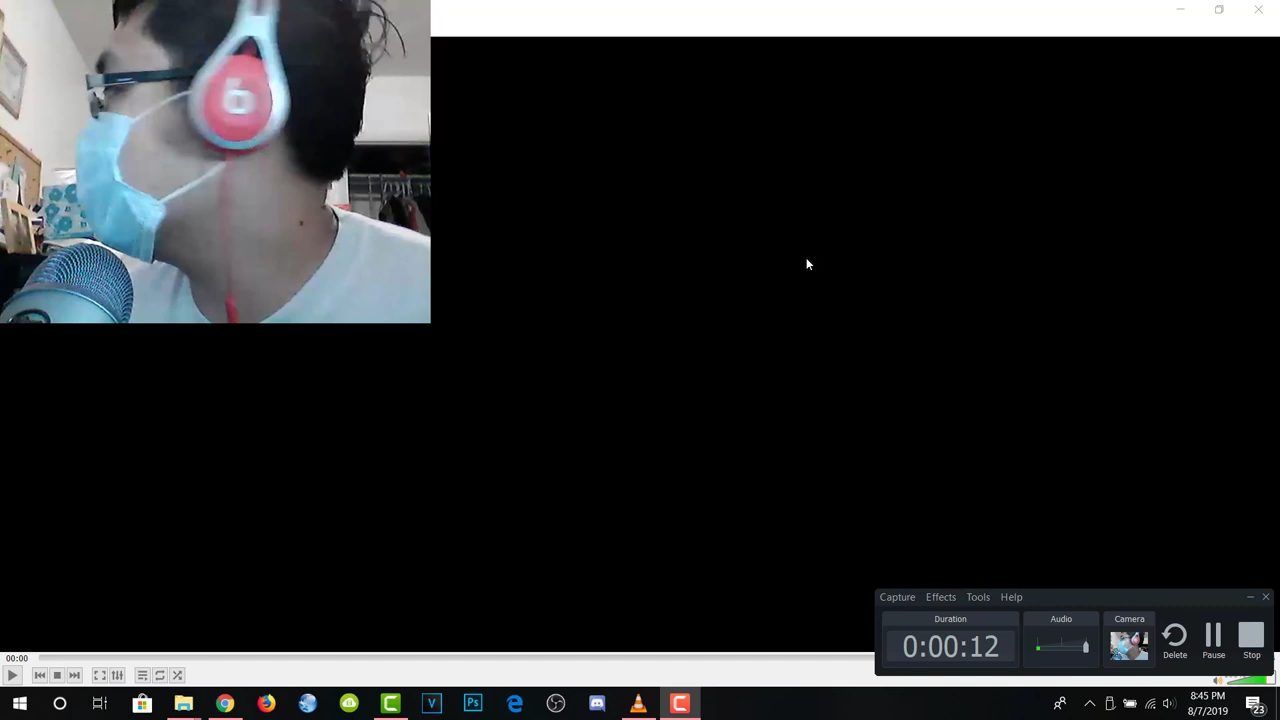 b
00:00
Capture Effects Tools Help
Duration Audio Camera
0:00:12
Delete Pause Stop
V Ps
8:45 PM
8/7/2019
23